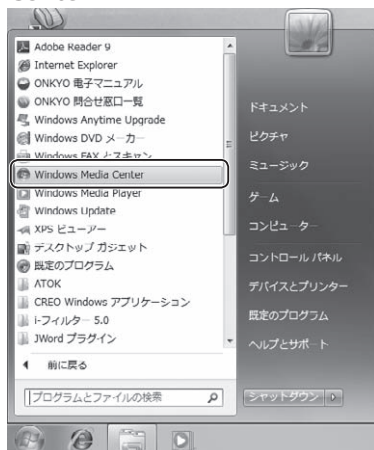 Adobe Reader 9
Internet Explorer
ONKYO 電子マニュアル
ONKYO 問合せ窓口一覧
Windows Anytime Upgrade
Windows DVD メーカー
Windows FAX とスキャン
Windows Media Center
Windows Media Player
Windows Update
XPS ビューアー
デスクトップ ガジェット
既定のプログラム
ATOK
CREO Windows アプリケーション
i-フィルター 5.0
JWord プラグイン
前に戻る
プログラムとファイルの検索
ドキュメント
ピクチャ
ミュージック
ゲーム
コンピューター
コントロール パネル
デバイスとプリンター
既定のプログラム
ヘルプとサポート
シャットダウン